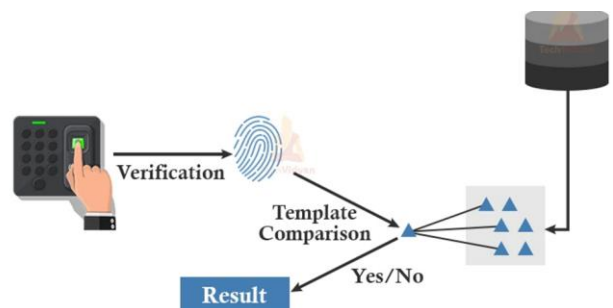 Verification
Template
Comparison
Yes/No
Result